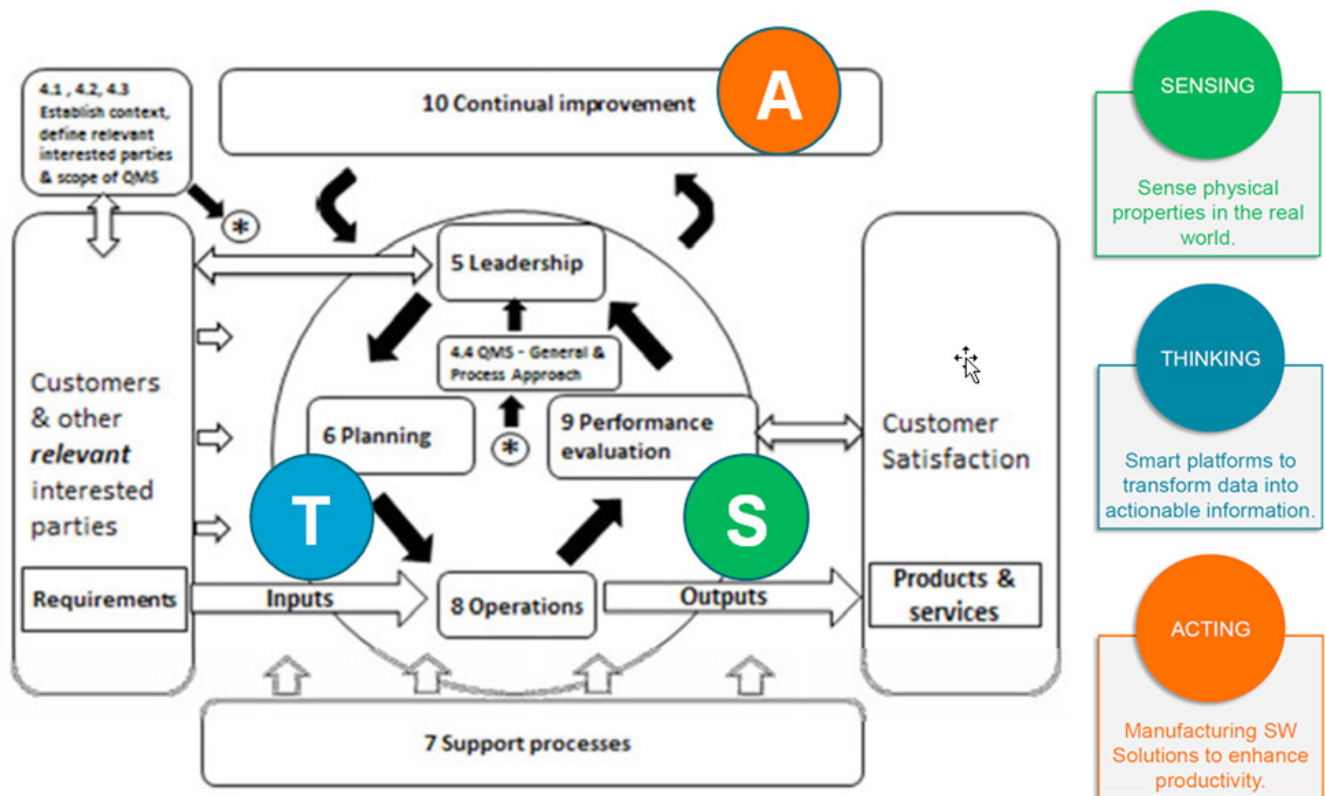 4.1 , 4.2, 4.3
Establish context,
define relevant
interested parties
& scope of QMS
10 Continual improvement
A
*
5 Leadership
4.4 QMS - General &
Process Approach
Customers
& other
relevant
interested
parties
6 Planning
*
9 Performance
evaluation
Customer
Satisfaction
T
S
Requirements
Inputs
8 Operations
Outputs
Products &
services
7 Support processes
SENSING
Sense physical
properties in the real
world.
THINKING
Smart platforms to
transform data into
actionable information.
ACTING
Manufacturing SW
Solutions to enhance
productivity.